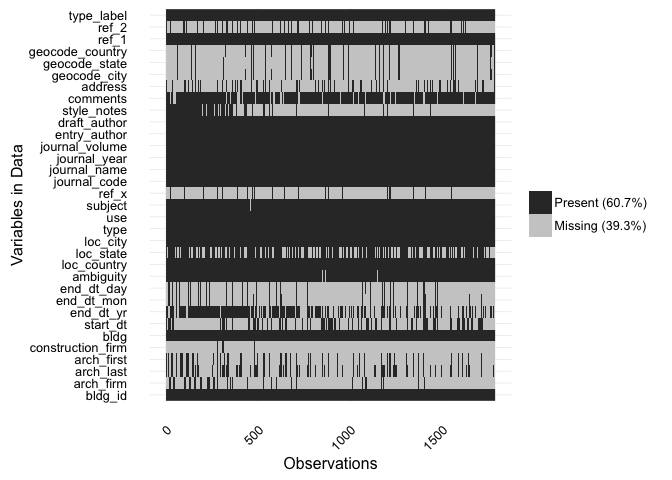 type_label
ref_2
ref_1
geocode_country
geocode_state
geocode_city
address
comments
style_notes
draft_author
entry_author
journal_volume
journal_year
journal_name
journal_code
ref_x
subject
use
type
loc_city
loc_state
loc_country
ambiguity
end_dt_day
end_dt_mon
end_dt_yr
start_dt
bldg
construction_firm
arch_first
arch_last
arch_firm
bldg_id
Variables in Data
0
500
1000
1500
Observations
Present (60.7%)
Missing (39.3%)